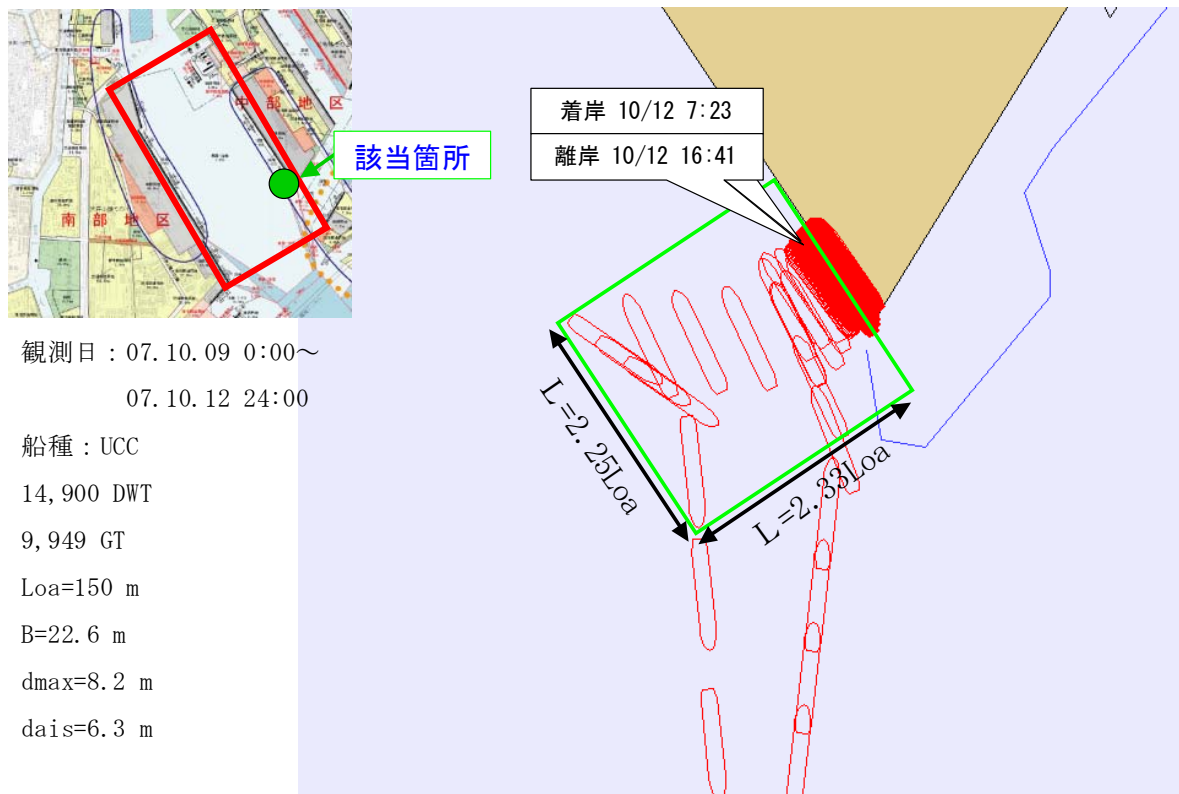 中部地区
南部地区
該当箇所
着岸 10/12 7:23
離岸 10/12 16:41
観測日：07.10.09 0:00～
07.10.12 24:00
船種：UCC
14,900 DWT
9,949 GT
Loa=150 m
B=22.6 m
dmax=8.2 m
dais=6.3 m
L=2.25Loa
L=2.33Loa